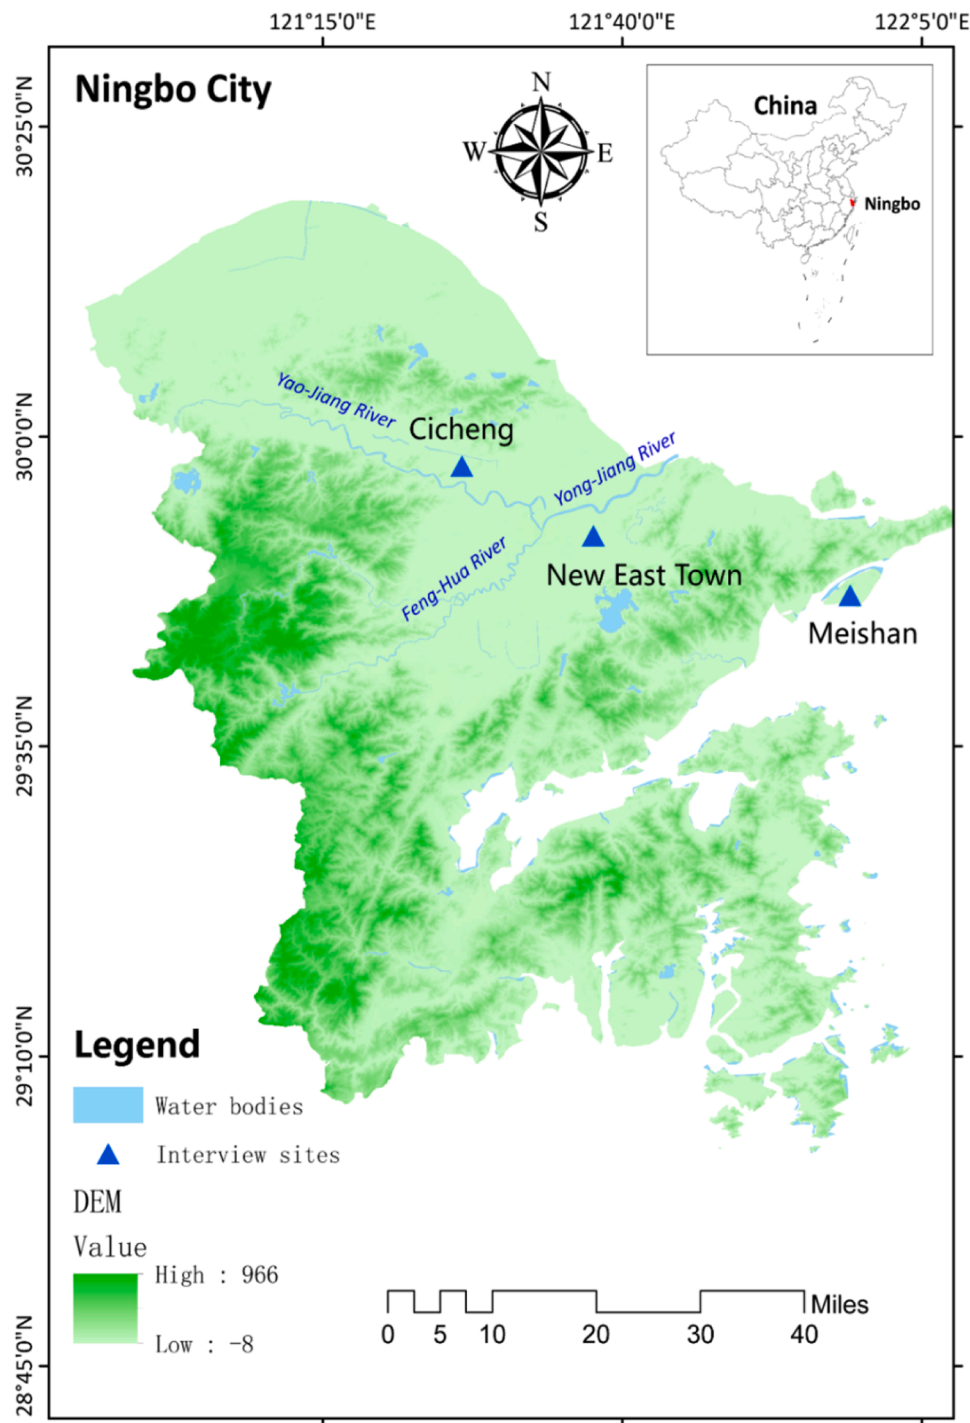 121°15'0"E
121°40'0"E
122°5'0"E
Ningbo City
N
W
E
S
China
Ningbo
30°25'0"N
30°0'0"N
29°35'0"N
29°10'0"N
28°45'0"N
Yao-Jiang River
Cicheng
Yong-Jiang River
Feng-Hua River
New East Town
Meishan
Legend
Water bodies
Interview sites
DEM
Value
High : 966
Low : -8
Miles
0 5 10 20 30 40